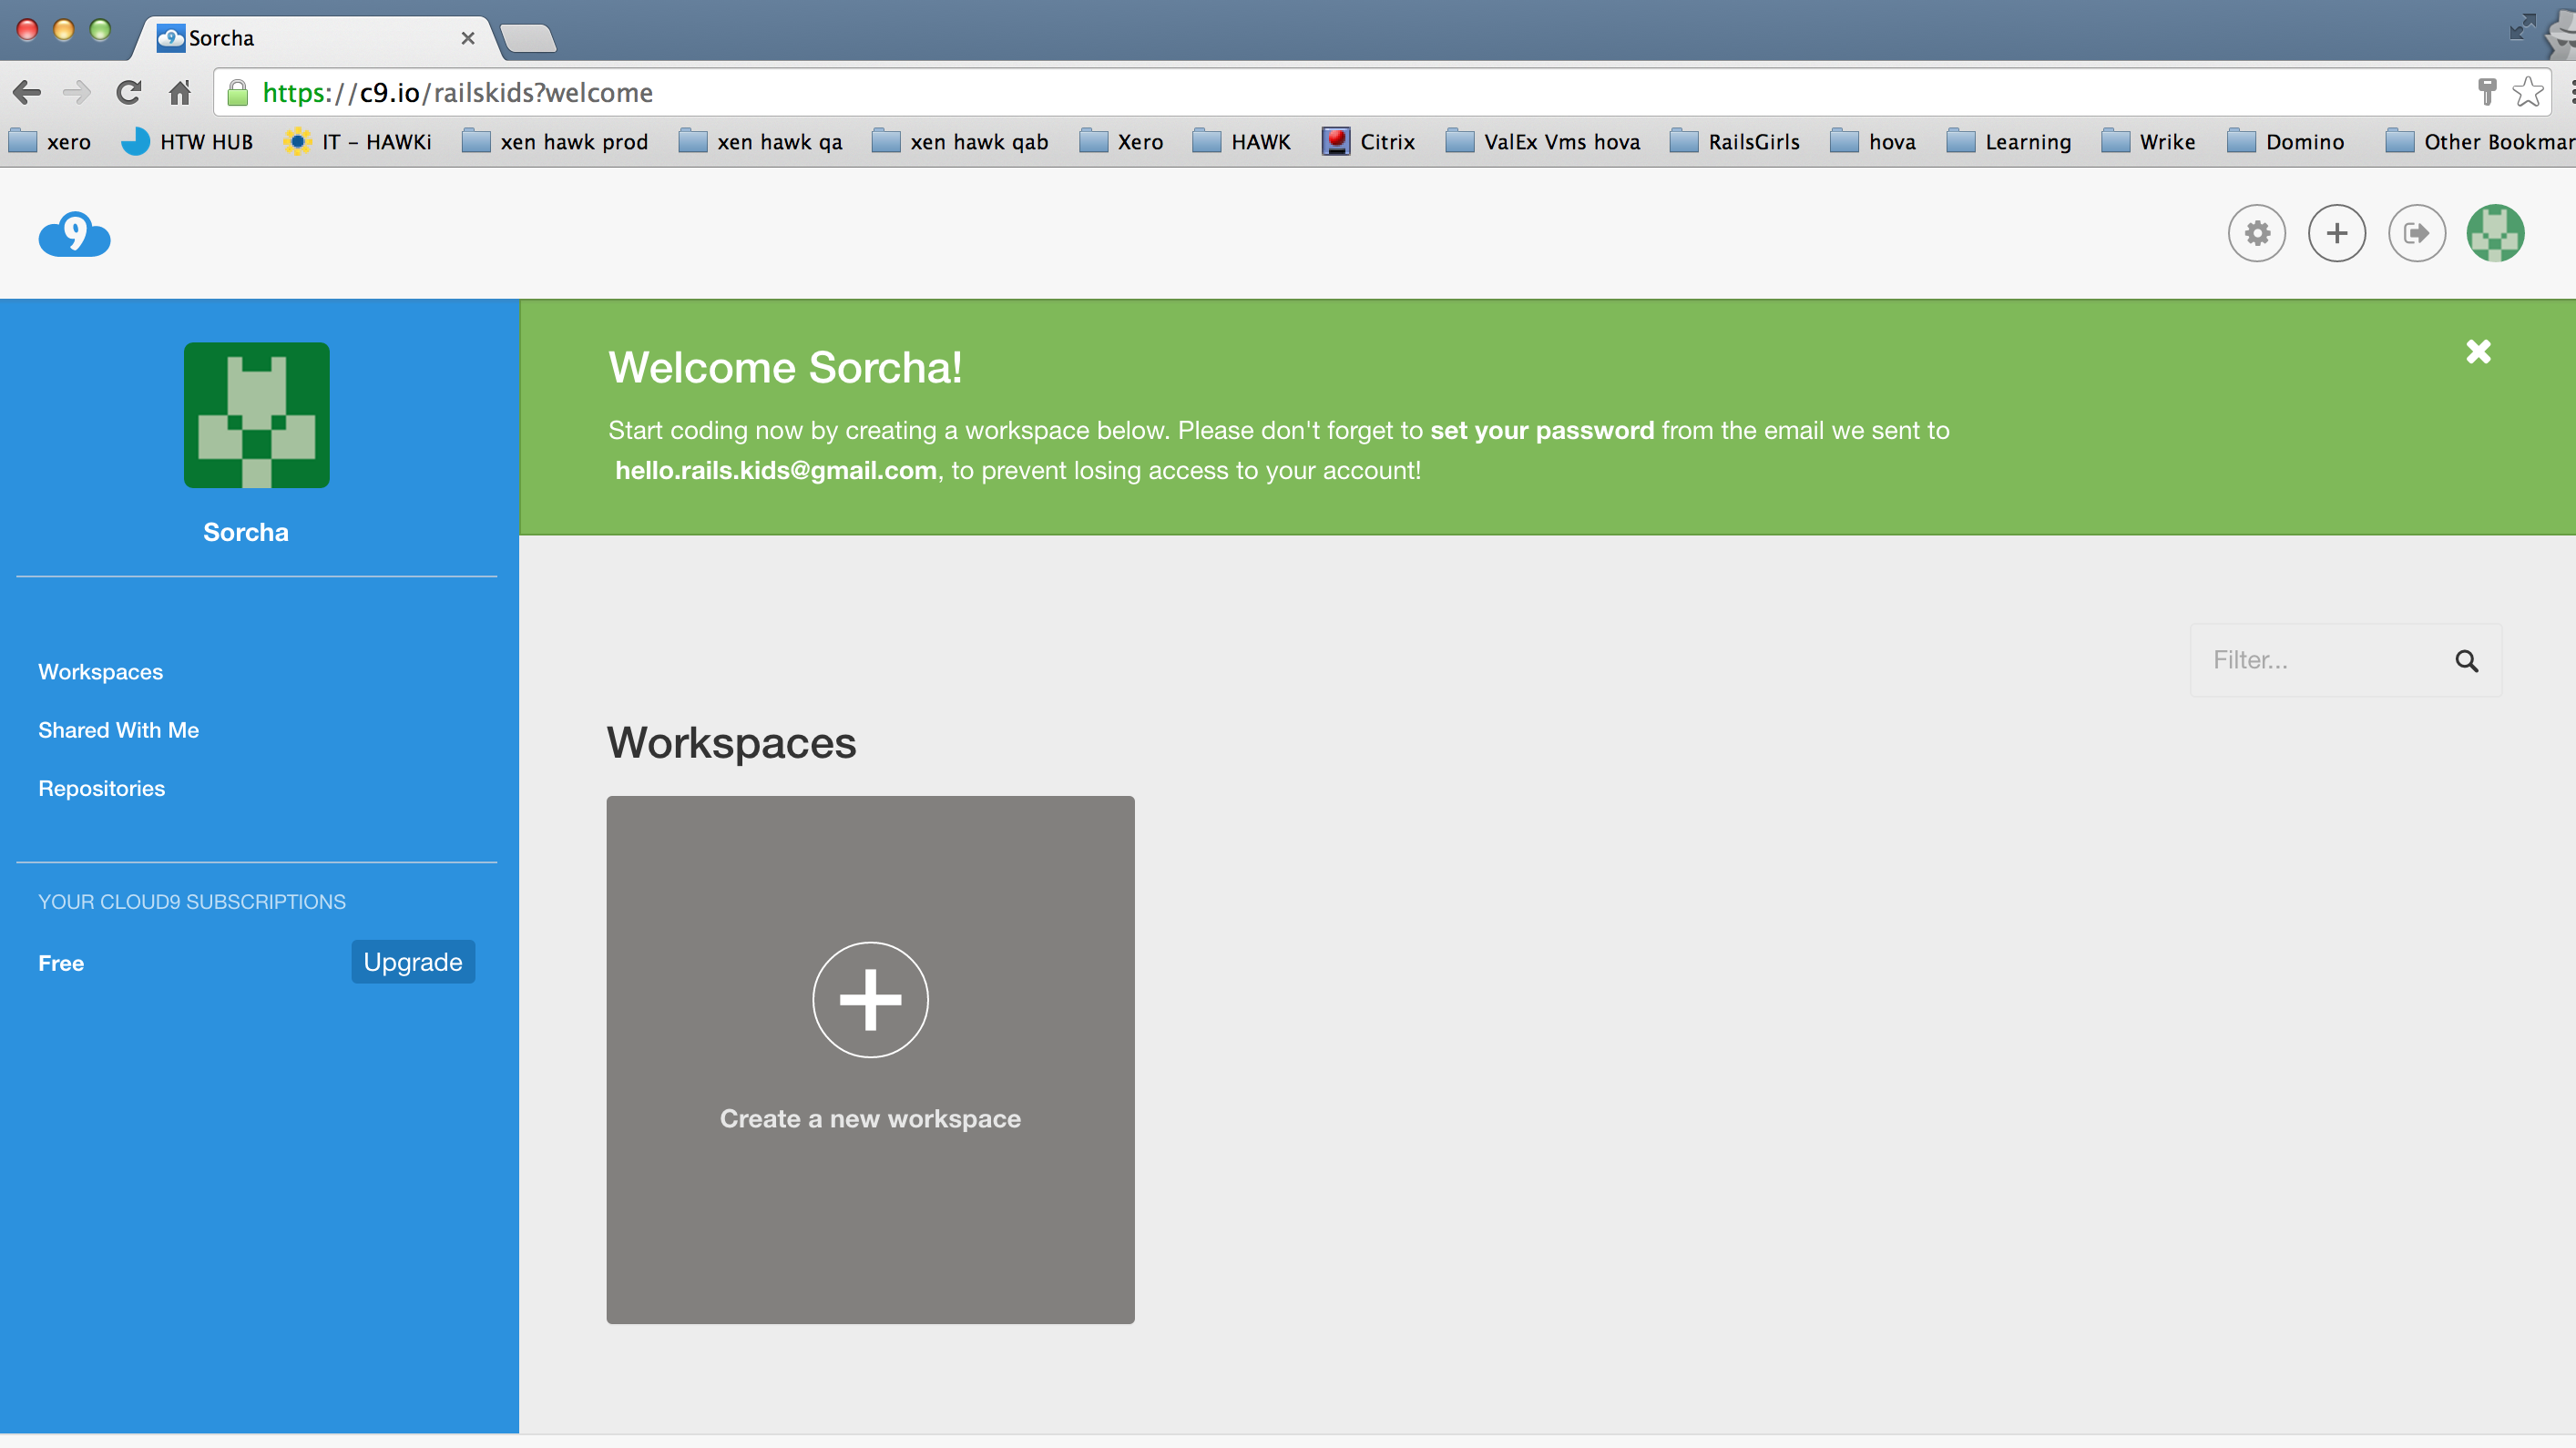 Sorcha
https://c9.io/railskids?welcome
xero HTW HUB IT - HAWKi xen hawk prod xen hawk qa xen hawk qab Xero HAWK Citrix ValEx Vms hova RailsGirls hova Learning Wrike Domino Other Bookmar
9
Welcome Sorcha!
Start coding now by creating a workspace below. Please don't forget to set your password from the email we sent to
hello.rails.kids@gmail.com, to prevent losing access to your account!
Sorcha
Workspaces
Shared With Me
Repositories
YOUR CLOUD9 SUBSCRIPTIONS
Free Upgrade
Filter...
Workspaces
Create a new workspace